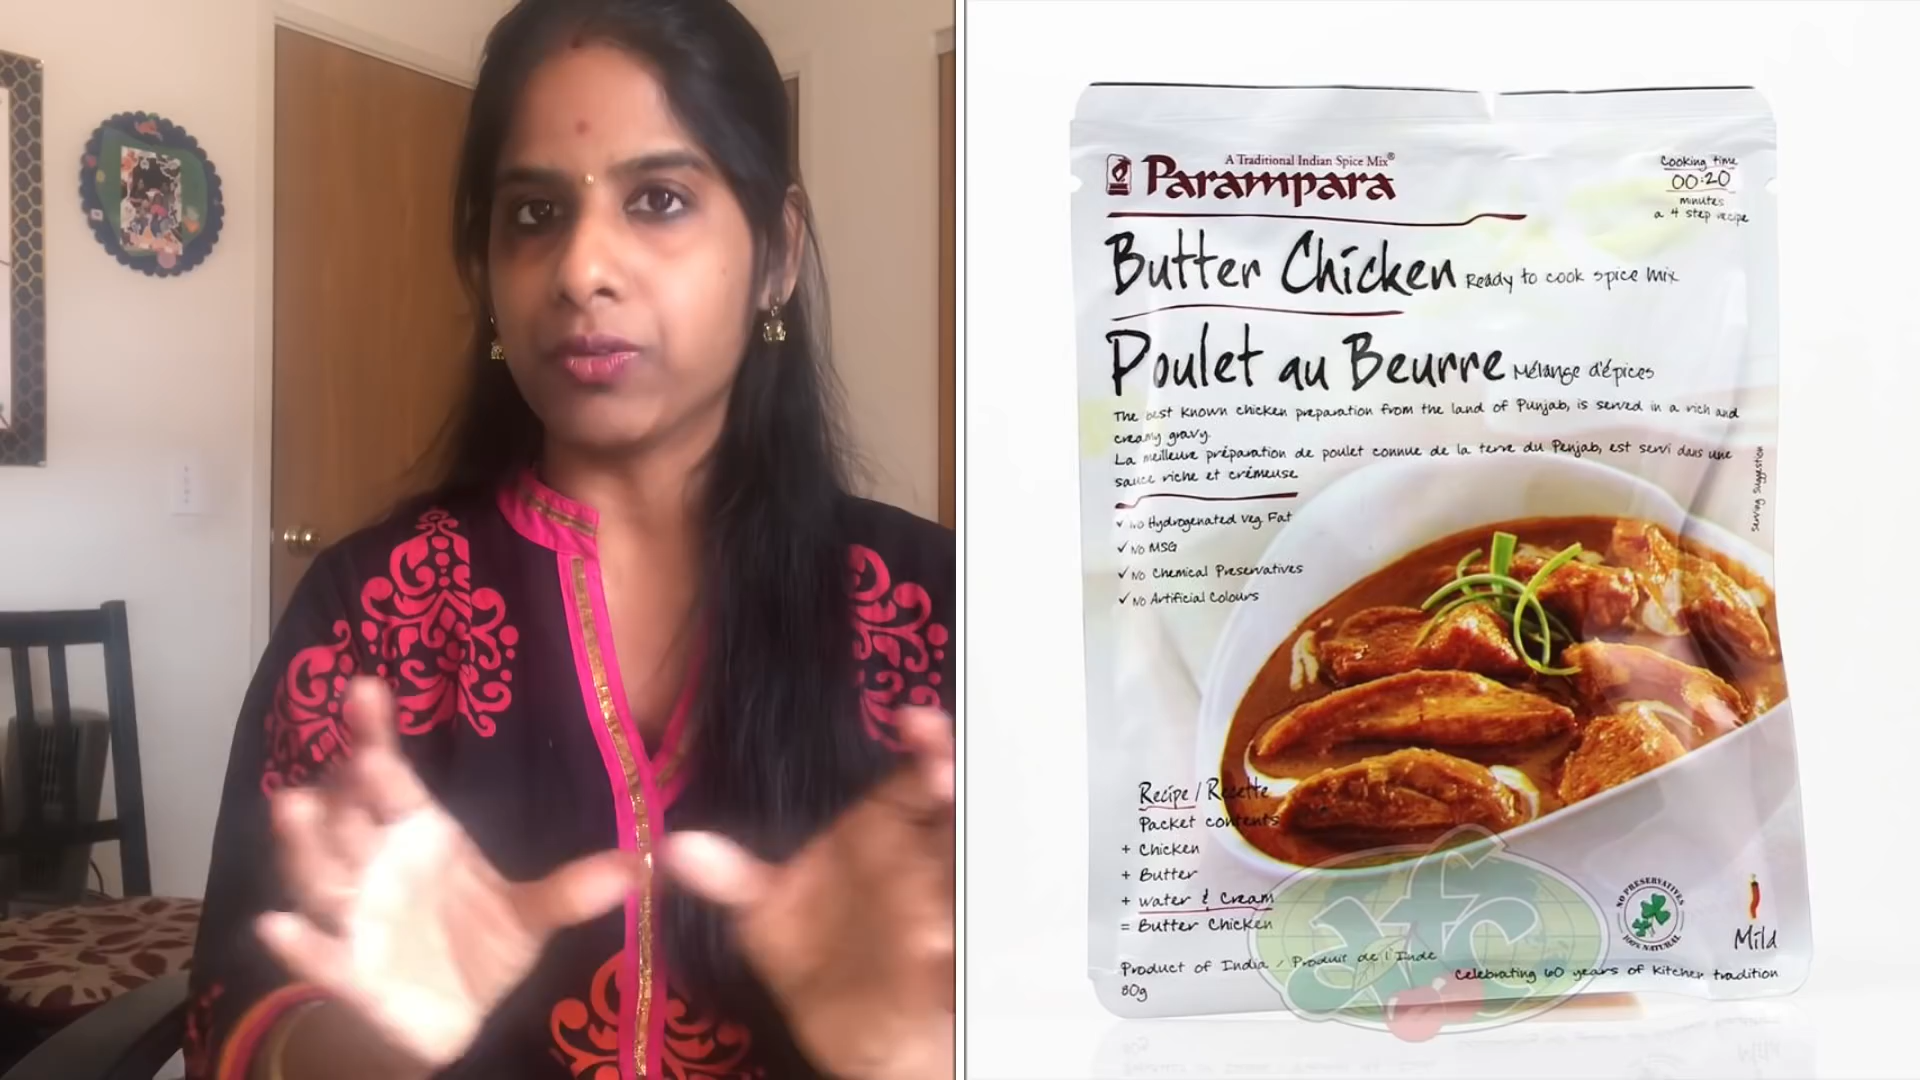 A Traditional Indian Spice Mix®
Parampara
Cooking time
00:20
minutes
a 4 step recipe
Butter Chicken Ready to cook spice mix
Poulet au Beurre Mélange d'épices
The best known chicken preparation from the land of Punjab, is served in a rich and
creamy gravy.
La meilleure préparation de poulet connue de la terre du Penjab, est servi dans une
sauce riche et crémeuse
Serving Suggestion
✓ No Hydrogenated Veg Fat
✓ No MSG
✓ No Chemical Preservatives
✓ No Artificial Colours
Recipe / Recette
Packet contents
+ Chicken
+ Butter
+ water & Cream
= Butter Chicken
Product of India / Produit de l'Inde
80g
afc
NO PRESERVATIVES
100% NATURAL
Mild
Celebrating 60 years of kitchen tradition